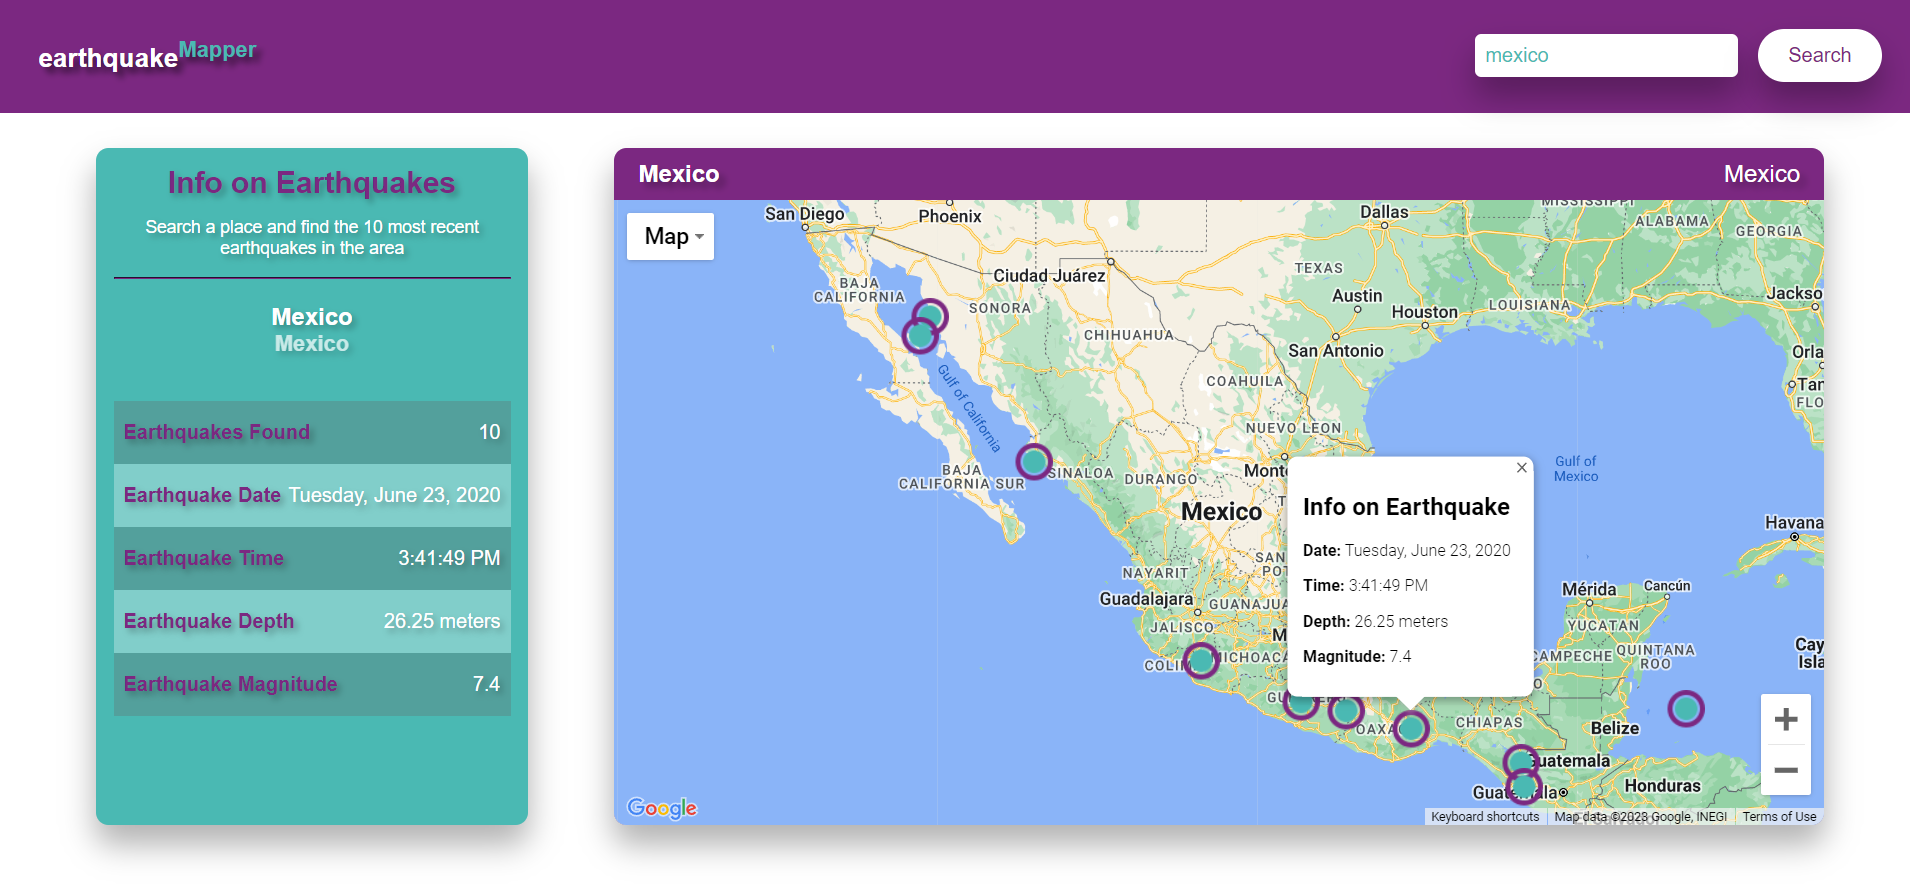 earthquakeMapper
mexico
Search
Info on Earthquakes
Search a place and find the 10 most recent
earthquakes in the area
Mexico
Mexico
Earthquakes Found 10
Earthquake Date Tuesday, June 23, 2020
Earthquake Time 3:41:49 PM
Earthquake Depth 26.25 meters
Earthquake Magnitude 7.4
Mexico
Mexico
Map
San Diego
Phoenix
Dallas
MISSISSIPPI
ALABAMA
GEORGIA
Ciudad Juárez
TEXAS
BAJA
CALIFORNIA
SONORA
Austin
Houston
LOUISIANA
Jackso
CHIHUAHUA
San Antonio
Orla
Gulf of California
COAHUILA
Tan
FLO
NUEVO LEON
BAJA
CALIFORNIA SUR
SINALOA
DURANGO
Mont
Gulf of
Mexico
Mexico
Havana
SAN
POT
NAYARIT
Guadalajara
GUANAJUA
Mérida
Cancún
JALISCO
YUCATAN
M
COLIM
MICHOACA
CAMPECHE
QUINTANA
ROO
Cay
Isla
Info on Earthquake
Date: Tuesday, June 23, 2020
Time: 3:41:49 PM
Depth: 26.25 meters
Magnitude: 7.4
OAXA
CHIAPAS
Belize
Guatemala
Guatemala
Honduras
El Salvador
Google
Keyboard shortcuts
Map data ©2023 Google, INEGI
Terms of Use